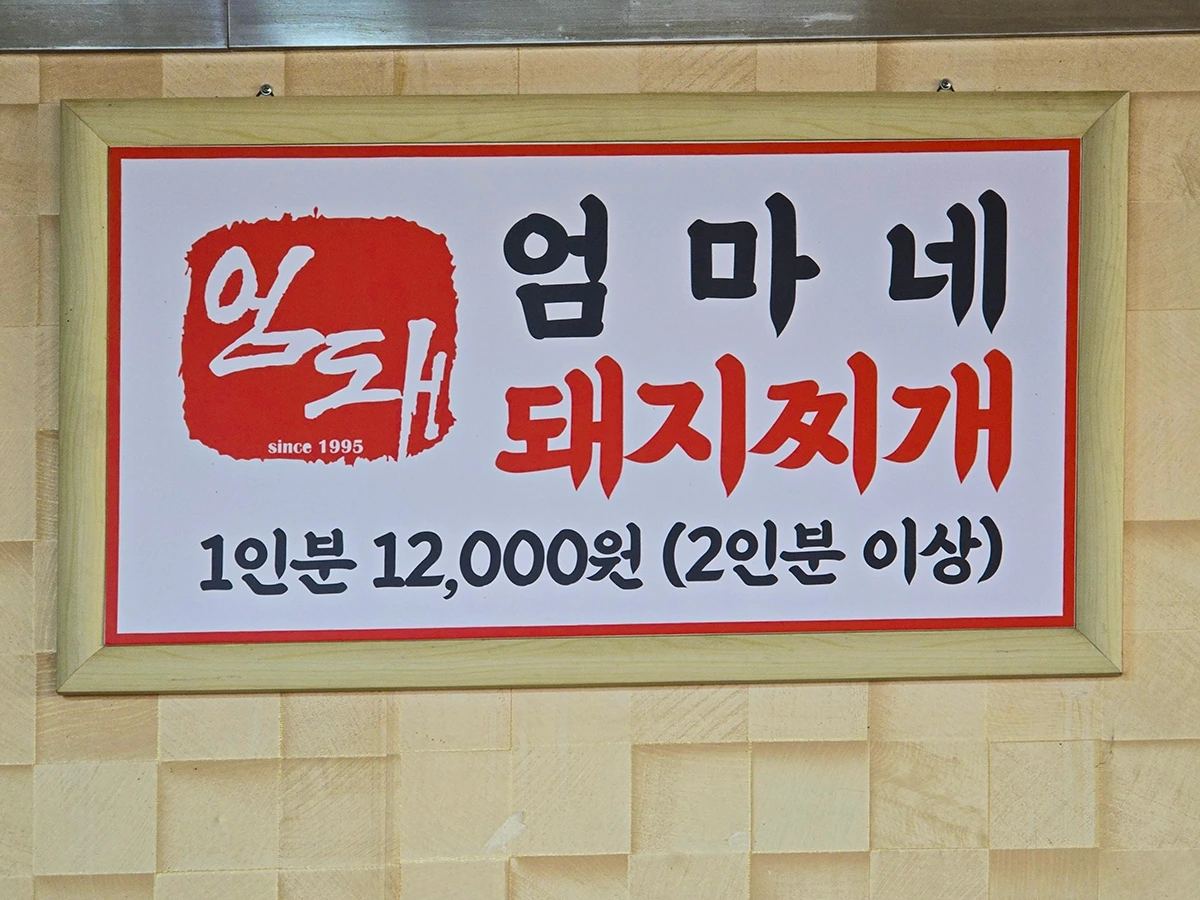 엄돼
since 1995
엄마네
돼지찌개
1인분 12,000원 (2인분 이상)